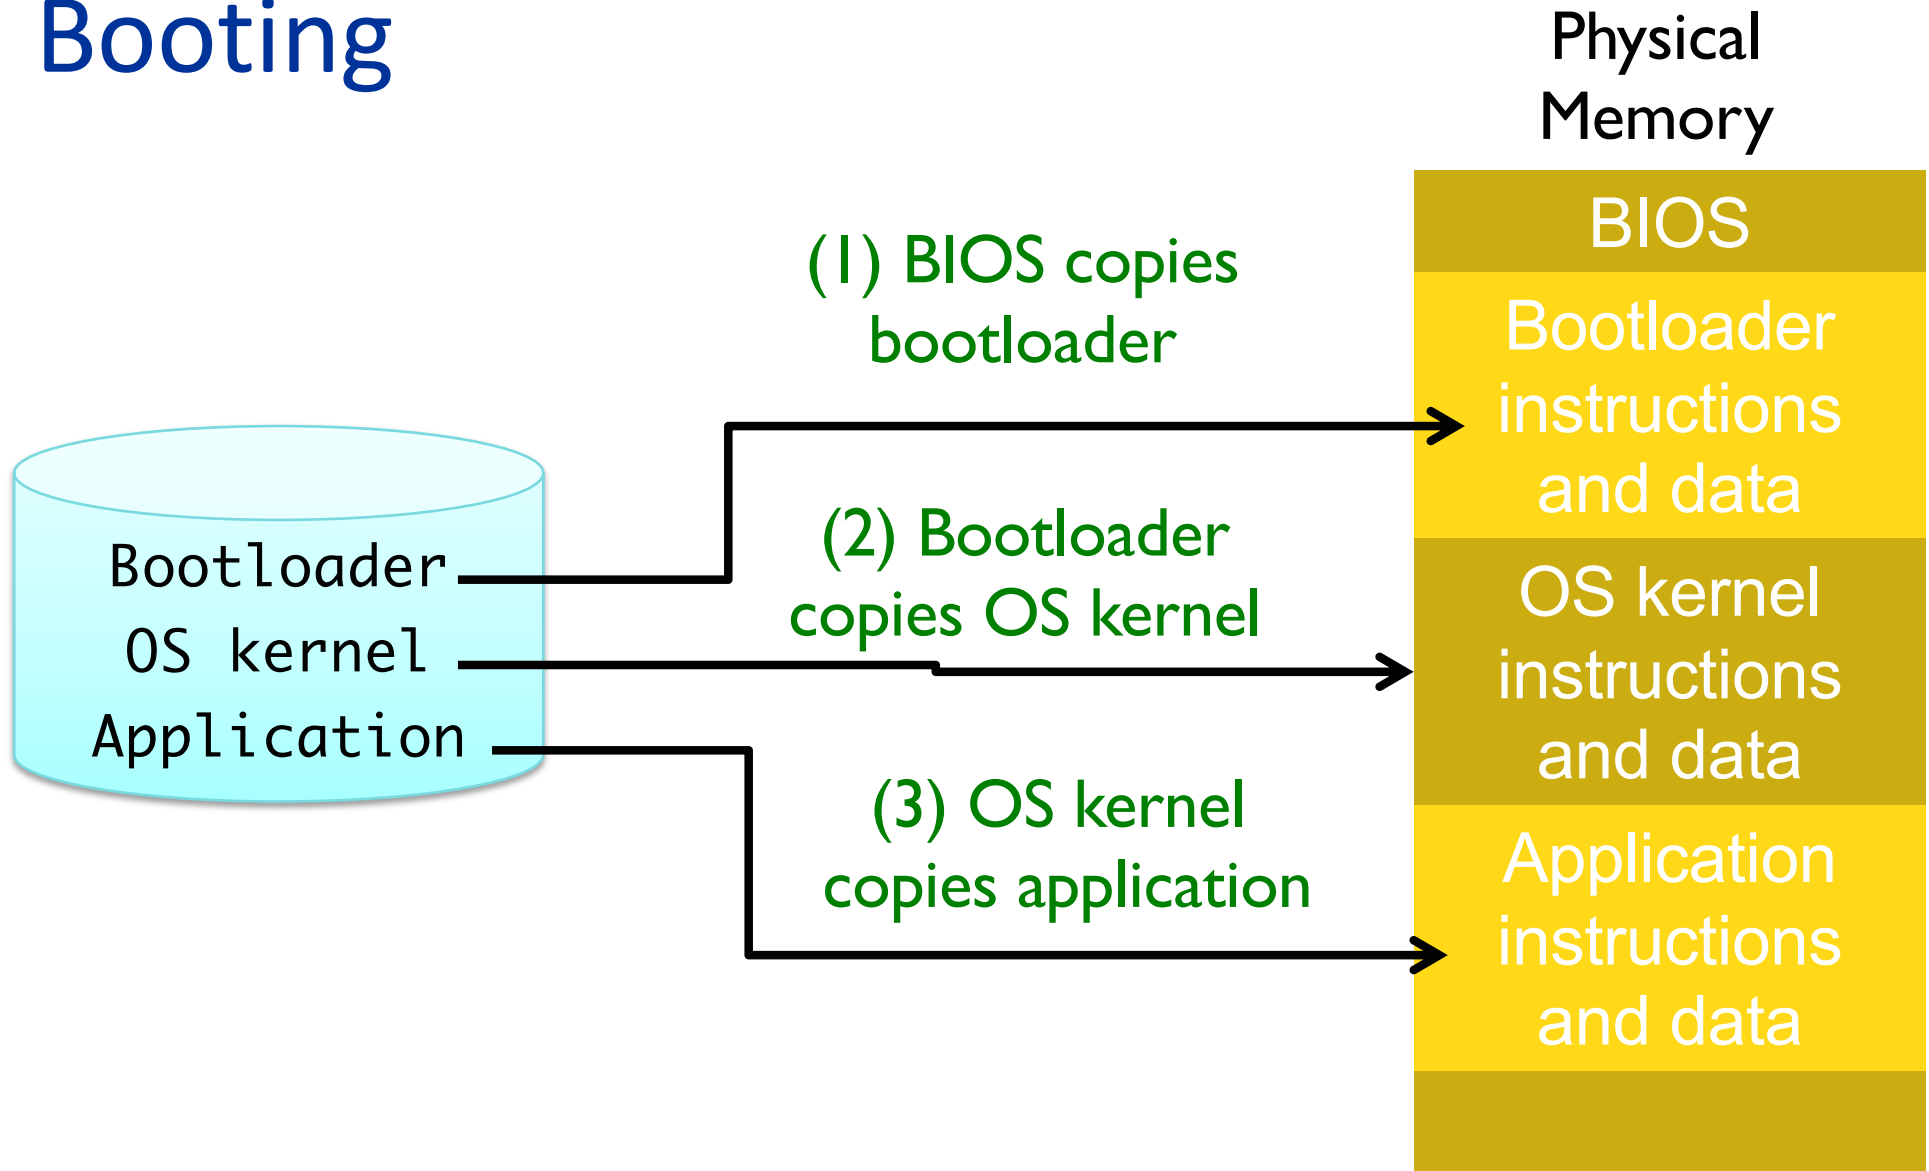 Booting
Physical
Memory
(1) BIOS copies
bootloader
(2) Bootloader
copies OS kernel
(3) OS kernel
copies application
Bootloader
OS kernel
Application
BIOS
Bootloader
instructions
and data
OS kernel
instructions
and data
Application
instructions
and data